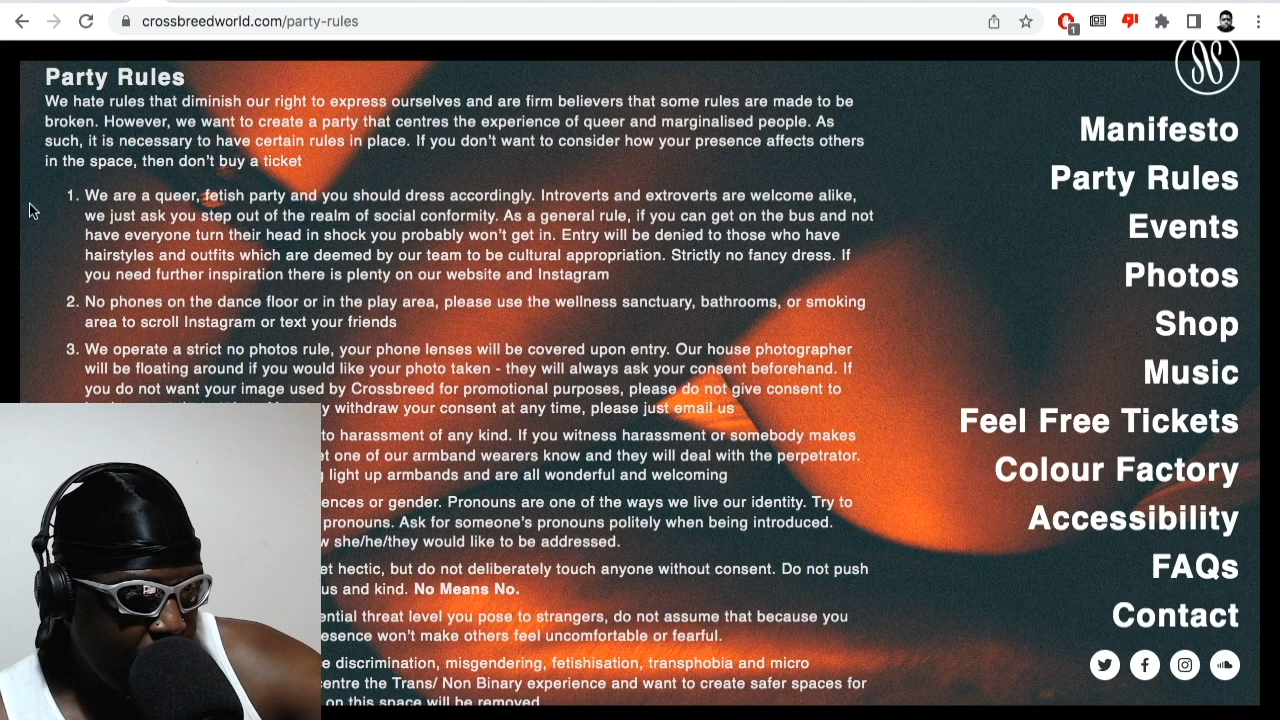 crossbreedworld.com/party-rules
1
Party Rules
We hate rules that diminish our right to express ourselves and are firm believers that some rules are made to be
broken. However, we want to create a party that centres the experience of queer and marginalised people. As
such, it is necessary to have certain rules in place. If you don't want to consider how your presence affects others
in the space, then don't buy a ticket
1. We are a queer, fetish party and you should dress accordingly. Introverts and extroverts are welcome alike,
we just ask you step out of the realm of social conformity. As a general rule, if you can get on the bus and not
have everyone turn their head in shock you probably won't get in. Entry will be denied to those who have
hairstyles and outfits which are deemed by our team to be cultural appropriation. Strictly no fancy dress. If
you need further inspiration there is plenty on our website and Instagram
2. No phones on the dance floor or in the play area, please use the wellness sanctuary, bathrooms, or smoking
area to scroll Instagram or text your friends
3. We operate a strict no photos rule, your phone lenses will be covered upon entry. Our house photographer
will be floating around if you would like your photo taken - they will always ask your consent beforehand. If
you do not want your image used by Crossbreed for promotional purposes, please do not give consent to
withdraw your consent at any time, please just email us
to harassment of any kind. If you witness harassment or somebody makes
one of our armband wearers know and they will deal with the perpetrator.
light up armbands and are all wonderful and welcoming
or gender. Pronouns are one of the ways we live our identity. Try to
pronouns. Ask for someone's pronouns politely when being introduced.
she/he/they would like to be addressed.
hectic, but do not deliberately touch anyone without consent. Do not push
us and kind. No Means No.
threat level you pose to strangers, do not assume that because you
won't make others feel uncomfortable or fearful.
discrimination, misgendering, fetishisation, transphobia and micro
the Trans/ Non Binary experience and want to create safer spaces for
on this space will be removed
Manifesto
Party Rules
Events
Photos
Shop
Music
Feel Free Tickets
Colour Factory
Accessibility
FAQs
Contact